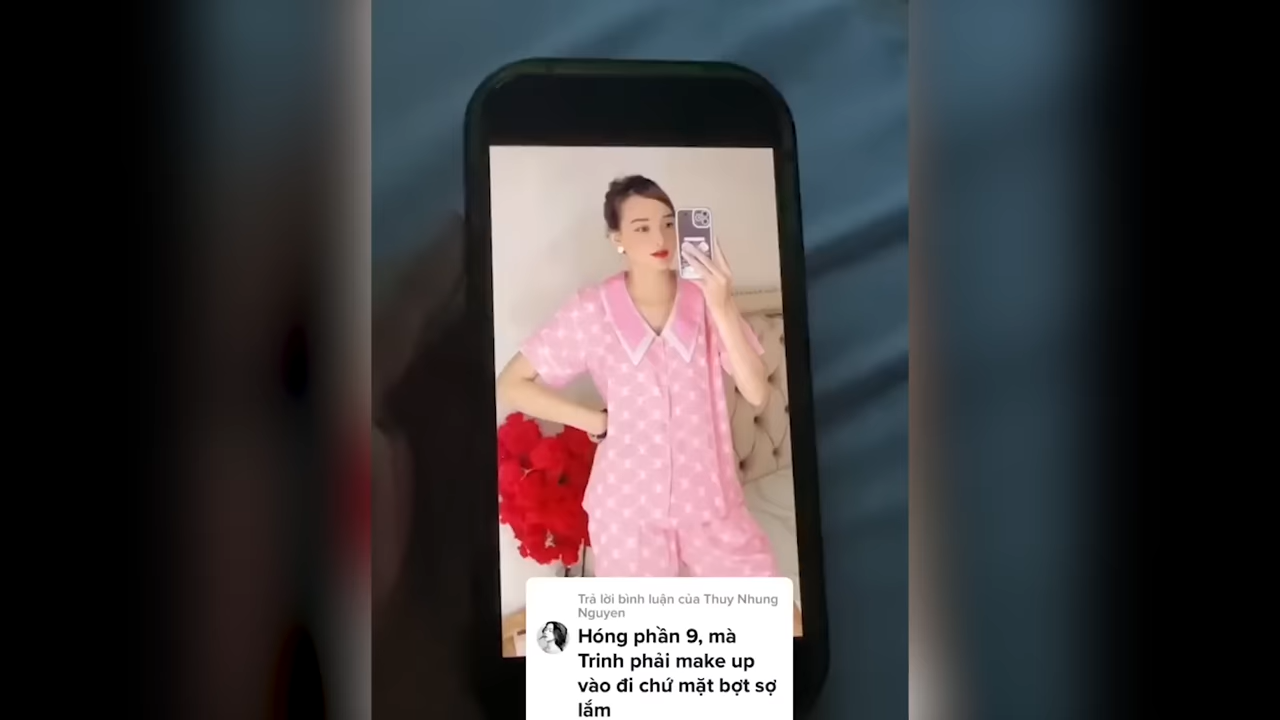 Trả lời bình luận của Thuy Nhung
Nguyen
Hóng phần 9, mà
Trinh phải make up
vào đi chứ mặt bợt sợ
lắm